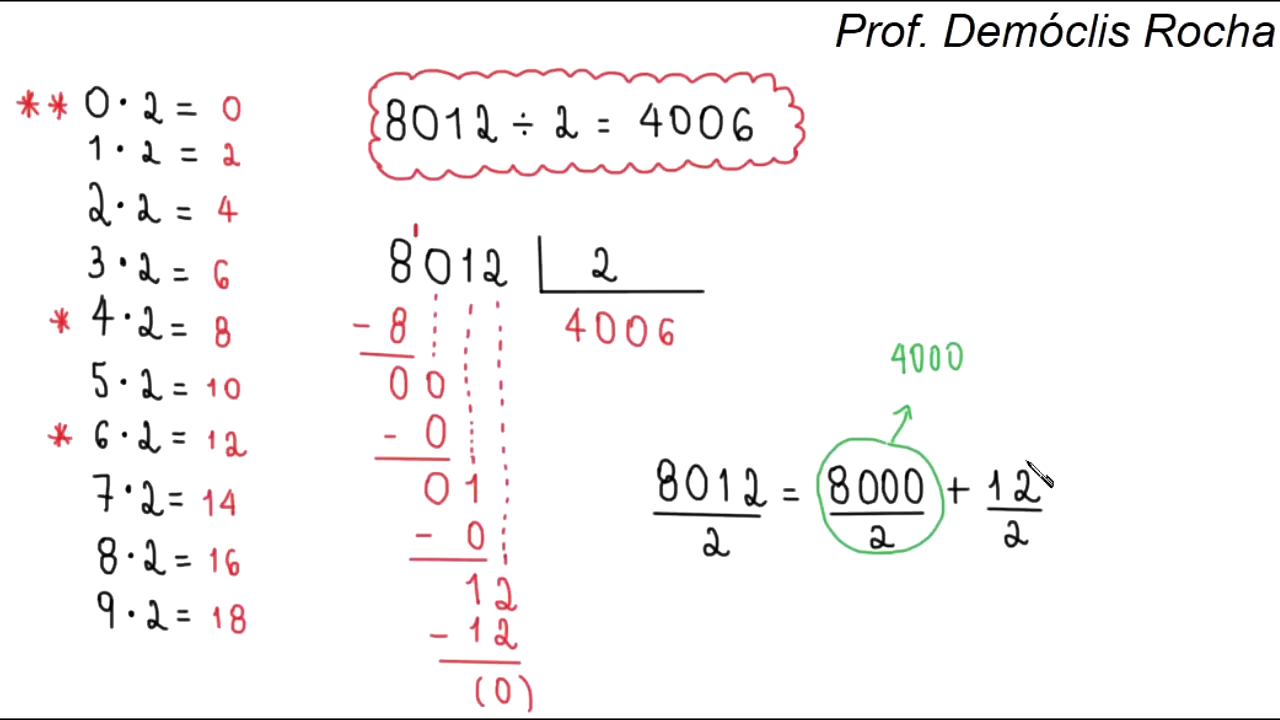 Prof. Demóclis Rocha
** 0 · 2 = 0
1 · 2 = 2
2 · 2 = 4
3 · 2 = 6
* 4 · 2 = 8
5 · 2 = 10
* 6 · 2 = 12
7 · 2 = 14
8 · 2 = 16
9 · 2 = 18
8012 ÷ 2 = 4006
8'012 2
- 8 4006
00
- 0
01
- 0
12
- 12
(0)
4000
8012 = 8000 + 12
2 2 2